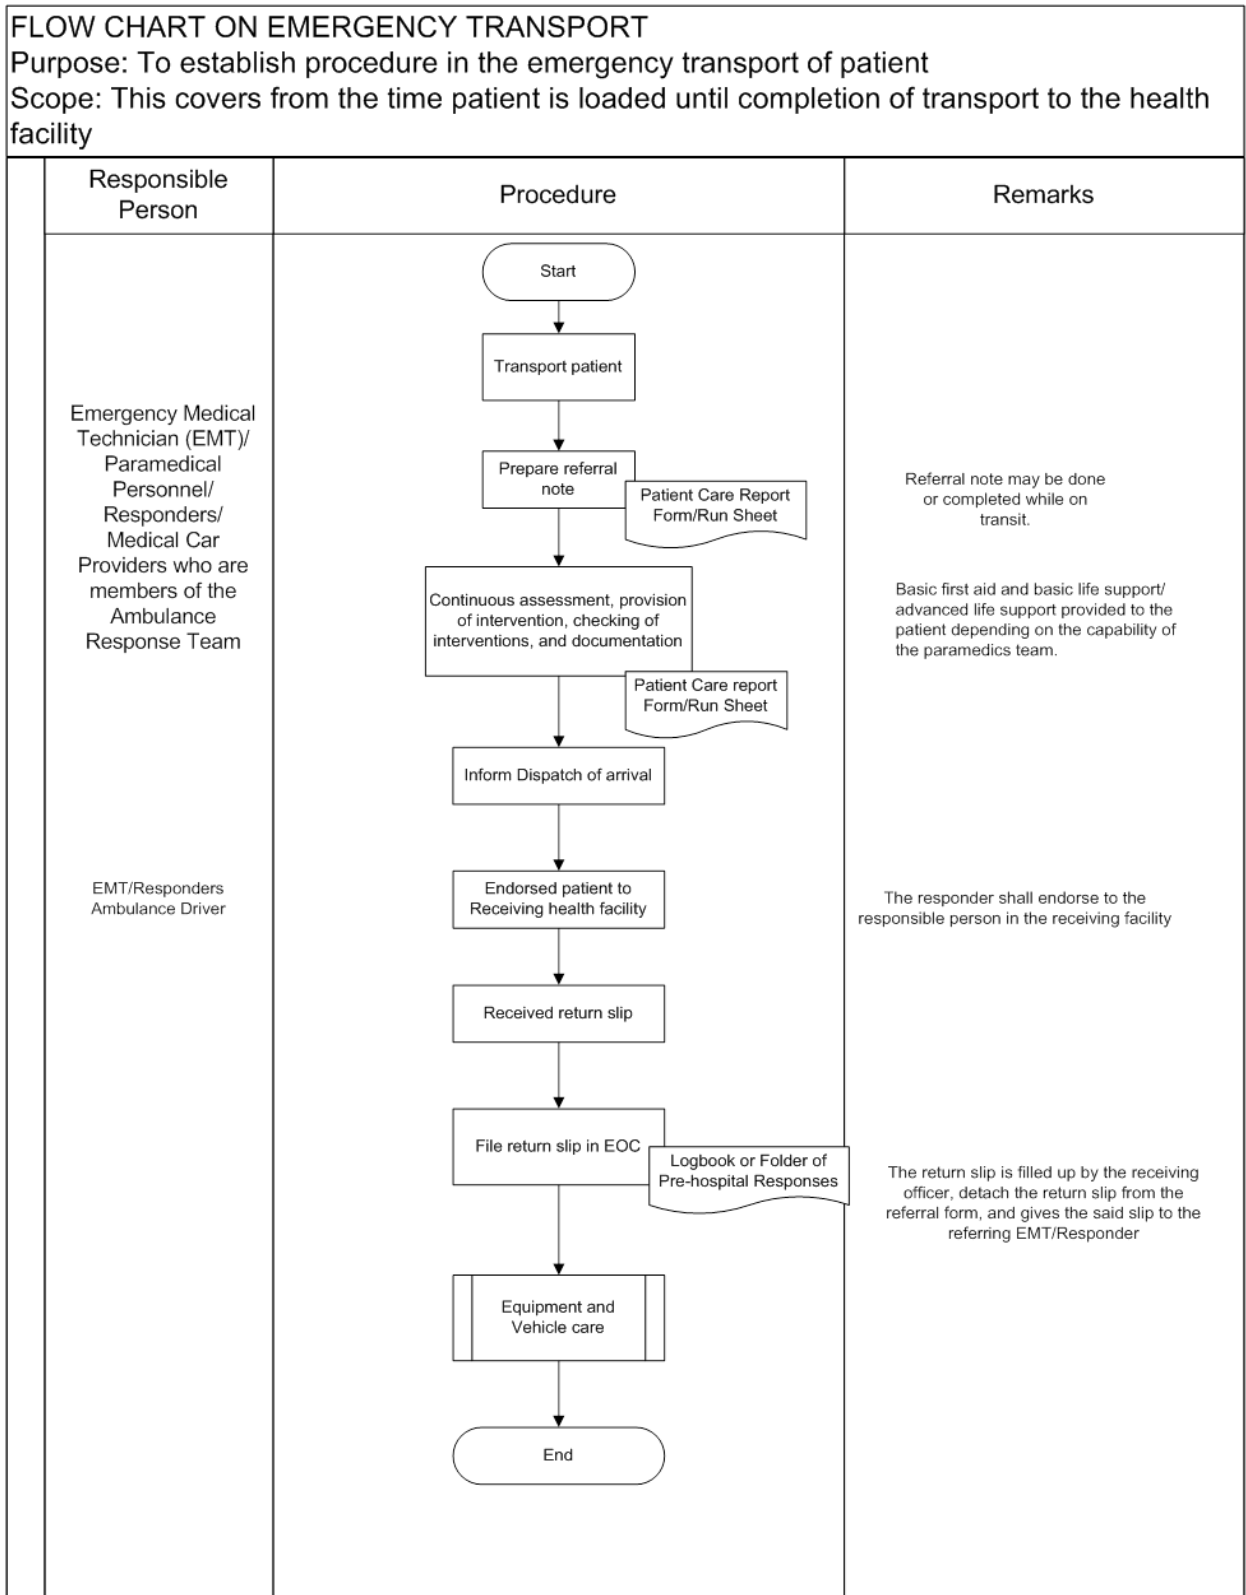 FLOW CHART ON EMERGENCY TRANSPORT
Purpose: To establish procedure in the emergency transport of patient
Scope: This covers from the time patient is loaded until completion of transport to the health
facility
Responsible
Person
Procedure
Remarks
Start
Transport patient
Emergency Medical
Technician (EMT)/
Paramedical
Personnel/
Responders/
Medical Car
Providers who are
members of the
Ambulance
Response Team
Prepare referral
note
Patient Care Report
Form/Run Sheet
Referral note may be done
or completed while on
transit.
Continuous assessment, provision
of intervention, checking of
interventions, and documentation
Patient Care report
Form/Run Sheet
Basic first aid and basic life support/
advanced life support provided to the
patient depending on the capability of
the paramedics team.
Inform Dispatch of arrival
EMT/Responders
Ambulance Driver
Endorsed patient to
Receiving health facility
The responder shall endorse to the
responsible person in the receiving facility
Received return slip
File return slip in EOC
Logbook or Folder of
Pre-hospital Responses
The return slip is filled up by the receiving
officer, detach the return slip from the
referral form, and gives the said slip to the
referring EMT/Responder
Equipment and
Vehicle care
End